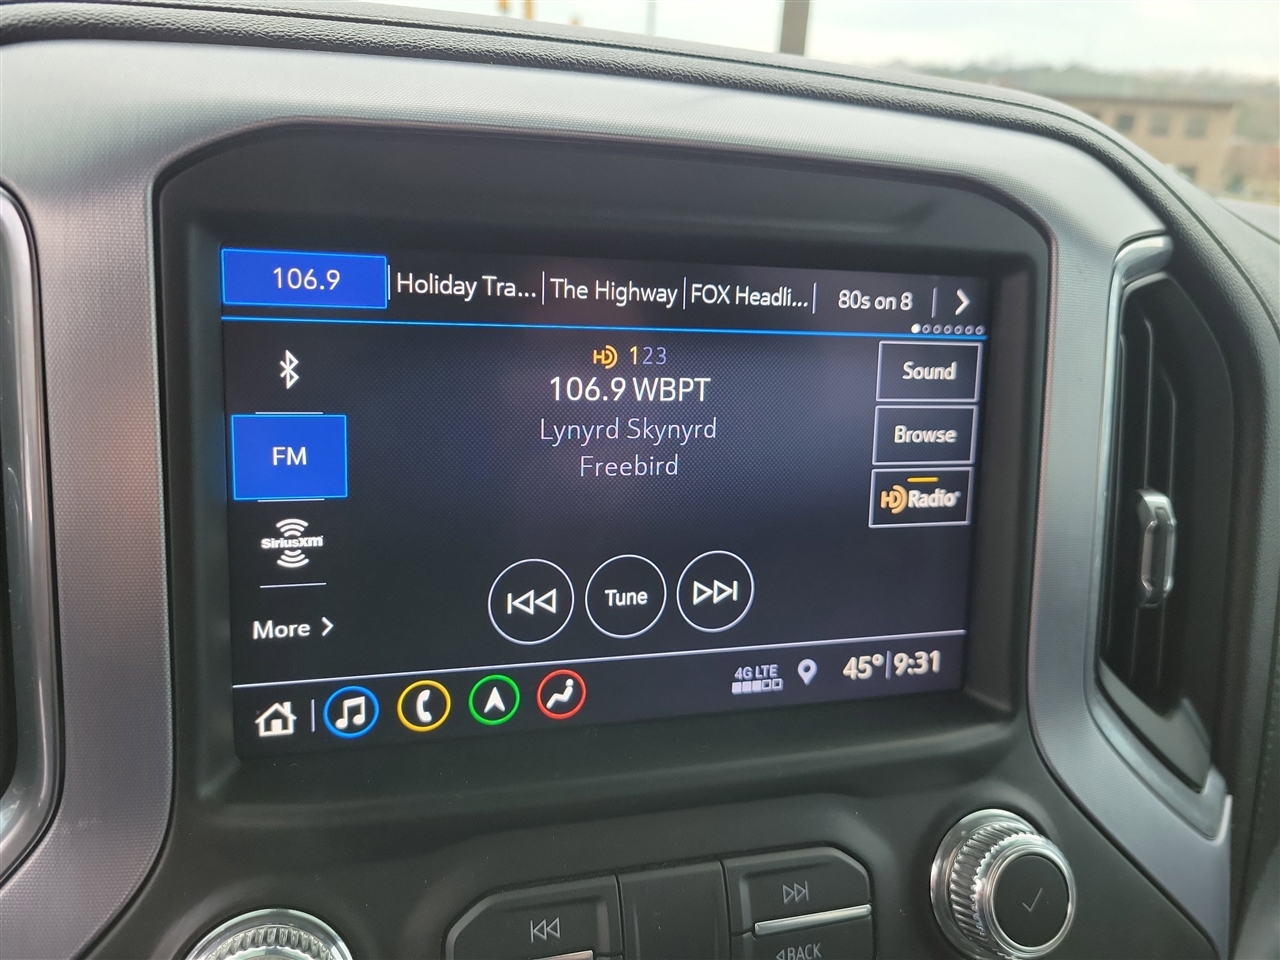 106.9 Holiday Tra... The Highway FOX Headli... 80s on 8
HD 123
106.9 WBPT
Lynyrd Skynyrd
Freebird
Sound
Browse
HD Radio
FM
SiriusXM
More
Tune
4G LTE
45° 9:31
BACK